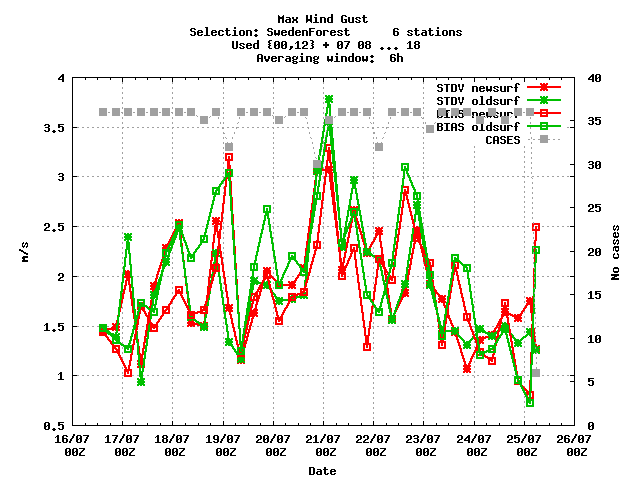 Max Wind Gust
Selection: SwedenForest 6 stations
Used {00,12} + 07 08 ... 18
Averaging window: 6h
STDV newsurf
STDV oldsurf
BIAS newsurf
BIAS oldsurf
CASES
4
3.5
3
2.5
2
1.5
1
0.5
m/s
40
35
30
25
20
15
10
5
0
No cases
16/07 17/07 18/07 19/07 20/07 21/07 22/07 23/07 24/07 25/07 26/07
00Z 00Z 00Z 00Z 00Z 00Z 00Z 00Z 00Z 00Z 00Z
Date